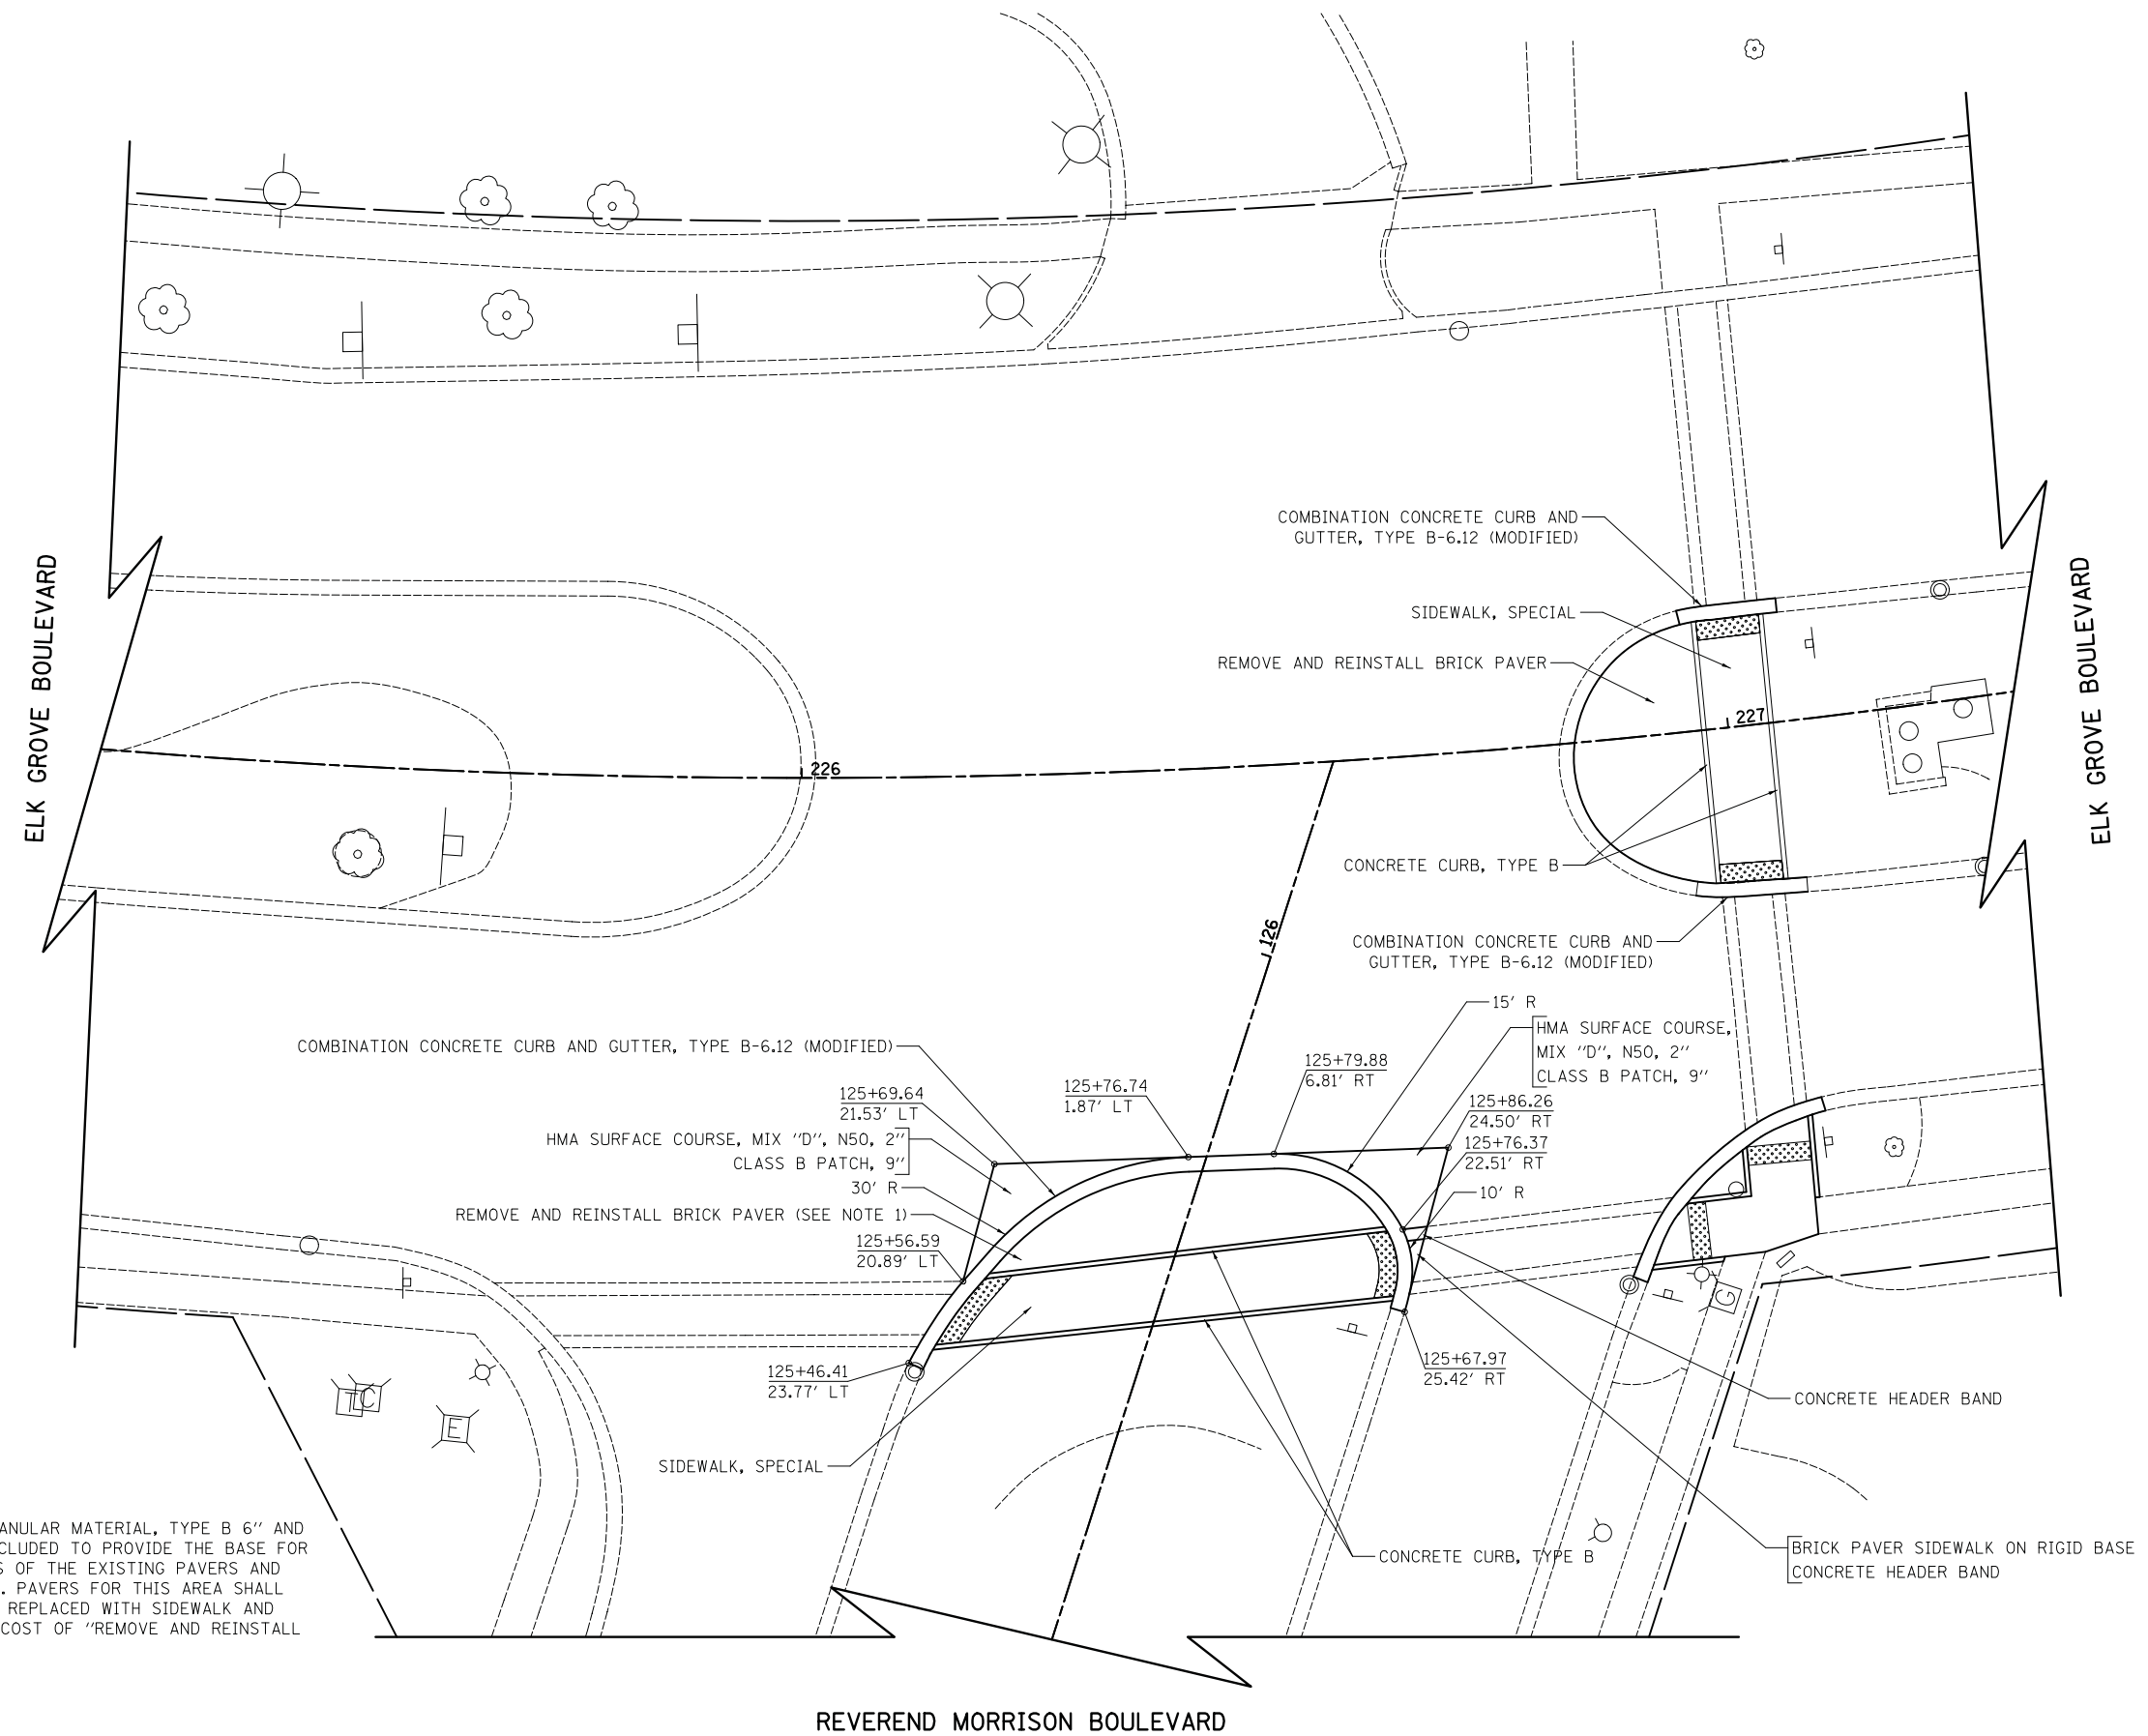 COMBINATION CONCRETE CURB AND
GUTTER, TYPE B-6.12 (MODIFIED)
SIDEWALK, SPECIAL
REMOVE AND REINSTALL BRICK PAVER
ELK GROVE BOULEVARD
ELK GROVE BOULEVARD
227
226
CONCRETE CURB, TYPE B
126
COMBINATION CONCRETE CURB AND
GUTTER, TYPE B-6.12 (MODIFIED)
15' R
HMA SURFACE COURSE,
MIX "D", N50, 2"
CLASS B PATCH, 9"
COMBINATION CONCRETE CURB AND GUTTER, TYPE B-6.12 (MODIFIED)
125+79.88
6.81' RT
125+76.74
1.87' LT
125+69.64
21.53' LT
125+86.26
24.50' RT
HMA SURFACE COURSE, MIX "D", N50, 2"
CLASS B PATCH, 9"
125+76.37
22.51' RT
30' R
10' R
REMOVE AND REINSTALL BRICK PAVER (SEE NOTE 1)
125+56.59
20.89' LT
G
125+46.41
23.77' LT
125+67.97
25.42' RT
T
C
E
CONCRETE HEADER BAND
SIDEWALK, SPECIAL
ANULAR MATERIAL, TYPE B 6" AND
CLUDED TO PROVIDE THE BASE FOR
S OF THE EXISTING PAVERS AND
. PAVERS FOR THIS AREA SHALL
REPLACED WITH SIDEWALK AND
COST OF "REMOVE AND REINSTALL
CONCRETE CURB, TYPE B
BRICK PAVER SIDEWALK ON RIGID BASE
CONCRETE HEADER BAND
REVEREND MORRISON BOULEVARD